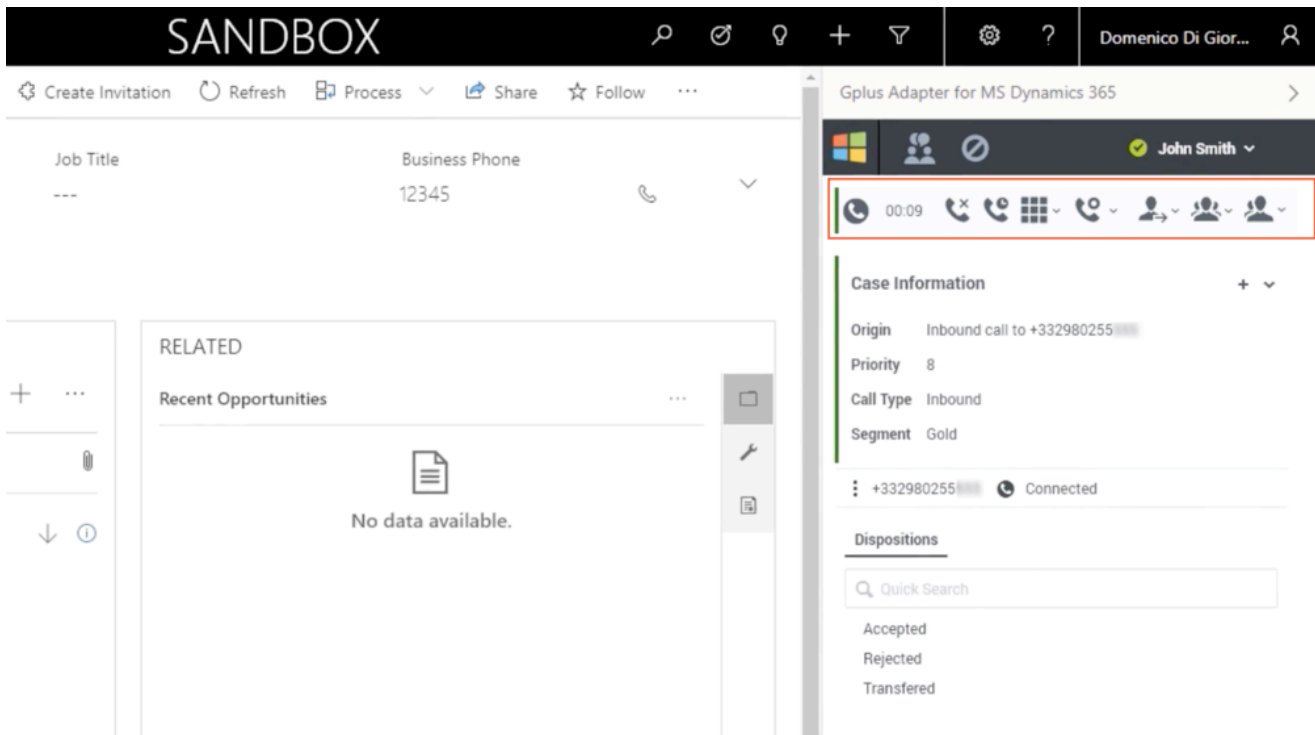 SANDBOX
?
Domenico Di Gior...
Create Invitation
Refresh
Process
Share
Follow
...
Job Title
---
Business Phone
12345
RELATED
Recent Opportunities
...
No data available.
Gplus Adapter for MS Dynamics 365
John Smith
00:09
Case Information
Origin Inbound call to +332980255
Priority 8
Call Type Inbound
Segment Gold
+332980255 Connected
Dispositions
Quick Search
Accepted
Rejected
Transfered